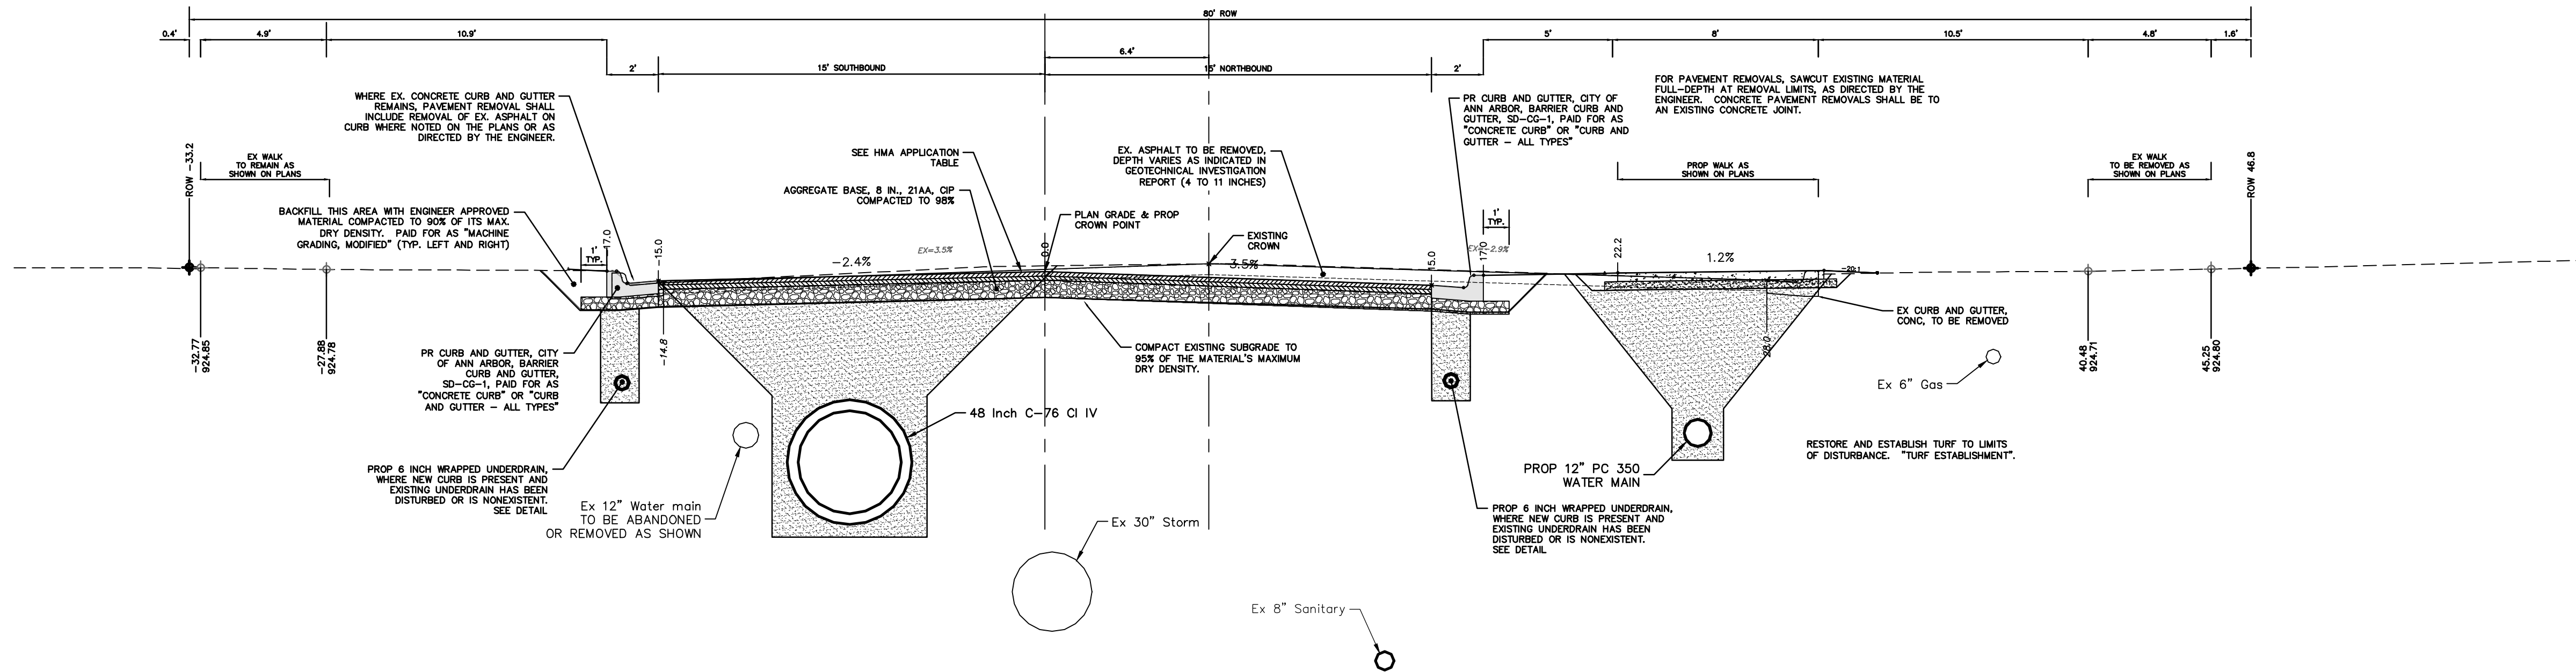 80' ROW
0.4'
4.9'
10.9'
5'
8'
10.5'
4.8'
1.6'
6.4'
2'
15' SOUTHBOUND
15' NORTHBOUND
2'
WHERE EX. CONCRETE CURB AND GUTTER
REMAINS, PAVEMENT REMOVAL SHALL
INCLUDE REMOVAL OF EX. ASPHALT ON
CURB WHERE NOTED ON THE PLANS OR AS
DIRECTED BY THE ENGINEER.
PR CURB AND GUTTER, CITY OF
ANN ARBOR, BARRIER CURB AND
GUTTER, SD-CG-1, PAID FOR AS
"CONCRETE CURB" OR "CURB AND
GUTTER - ALL TYPES"
FOR PAVEMENT REMOVALS, SAWCUT EXISTING MATERIAL
FULL-DEPTH AT REMOVAL LIMITS, AS DIRECTED BY THE
ENGINEER. CONCRETE PAVEMENT REMOVALS SHALL BE TO
AN EXISTING CONCRETE JOINT.
ROW -33.2
EX WALK
TO REMAIN AS
SHOWN ON PLANS
SEE HMA APPLICATION
TABLE
EX. ASPHALT TO BE REMOVED,
DEPTH VARIES AS INDICATED IN
GEOTECHNICAL INVESTIGATION
REPORT (4 TO 11 INCHES)
PROP WALK AS
SHOWN ON PLANS
EX WALK
TO BE REMOVED AS
SHOWN ON PLANS
ROW 46.8
AGGREGATE BASE, 8 IN., 21AA, CIP
COMPACTED TO 98%
BACKFILL THIS AREA WITH ENGINEER APPROVED
MATERIAL COMPACTED TO 90% OF ITS MAX.
DRY DENSITY. PAID FOR AS "MACHINE
GRADING, MODIFIED" (TYP. LEFT AND RIGHT)
PLAN GRADE & PROP
CROWN POINT
EXISTING
CROWN
1'
TYP.
-17.0
-15.0
EX=3.5%
-2.4%
0.0
-3.5%
15.0
EX=-2.9%
17.0
1'
TYP.
22.2
1.2%
-20:1
EX CURB AND GUTTER,
CONC, TO BE REMOVED
-32.77
924.85
-27.88
924.78
-14.8
28.0
40.48
924.71
45.25
924.80
COMPACT EXISTING SUBGRADE TO
95% OF THE MATERIAL'S MAXIMUM
DRY DENSITY.
PR CURB AND GUTTER, CITY
OF ANN ARBOR, BARRIER
CURB AND GUTTER,
SD-CG-1, PAID FOR AS
"CONCRETE CURB" OR "CURB
AND GUTTER - ALL TYPES"
Ex 6" Gas
48 Inch C-76 Cl IV
RESTORE AND ESTABLISH TURF TO LIMITS
OF DISTURBANCE. "TURF ESTABLISHMENT".
PROP 6 INCH WRAPPED UNDERDRAIN,
WHERE NEW CURB IS PRESENT AND
EXISTING UNDERDRAIN HAS BEEN
DISTURBED OR IS NONEXISTENT.
SEE DETAIL
PROP 12" PC 350
WATER MAIN
Ex 12" Water main
TO BE ABANDONED
OR REMOVED AS SHOWN
Ex 30" Storm
PROP 6 INCH WRAPPED UNDERDRAIN,
WHERE NEW CURB IS PRESENT AND
EXISTING UNDERDRAIN HAS BEEN
DISTURBED OR IS NONEXISTENT.
SEE DETAIL
Ex 8" Sanitary